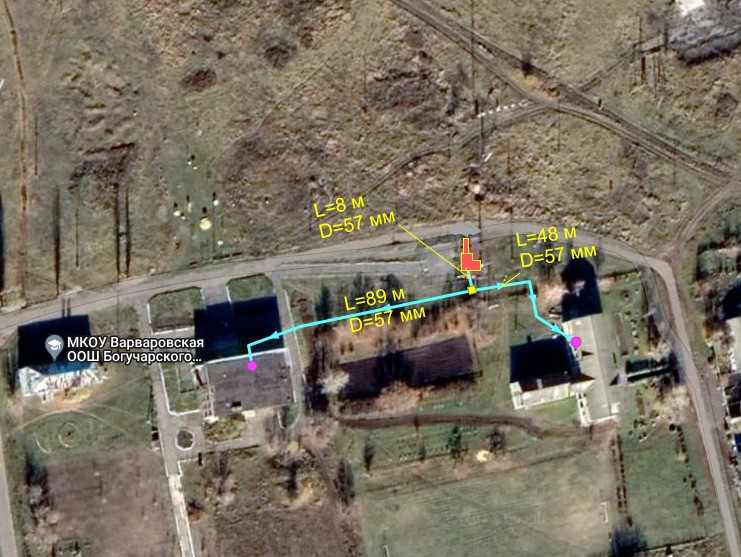 L=8 м
D=57 мм
L=48 м
D=57 мм
L=89 м
D=57 мм
МКОУ Варваровская
ООШ Богучарского...